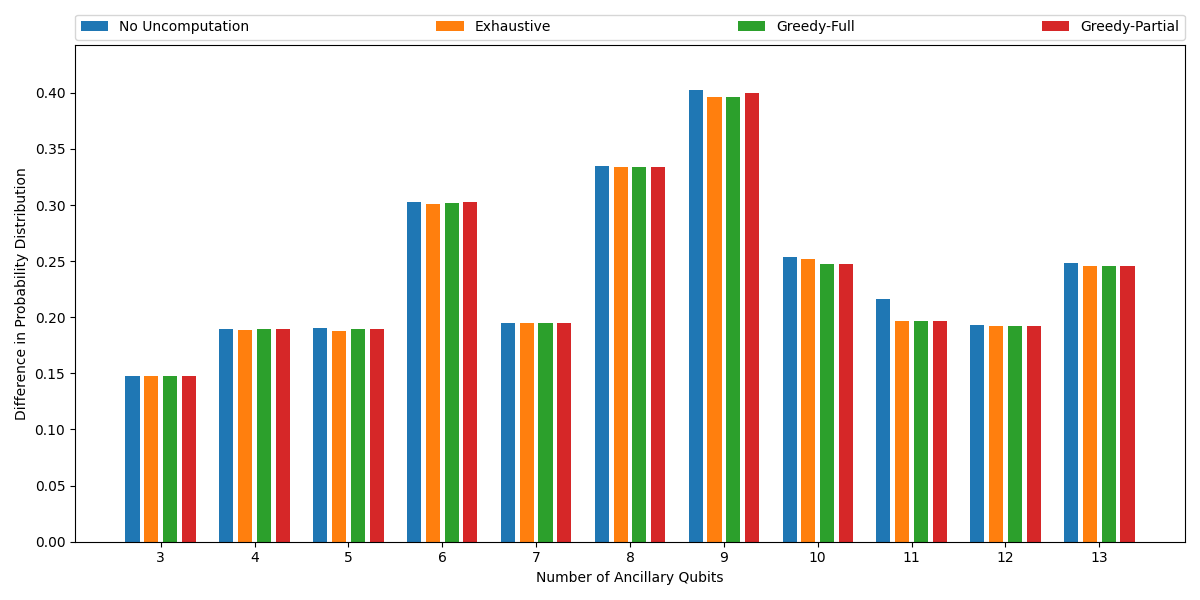 No Uncomputation Exhaustive Greedy-Full Greedy-Partial
Difference in Probability Distribution
0.40
0.35
0.30
0.25
0.20
0.15
0.10
0.05
0.00
3 4 5 6 7 8 9 10 11 12 13
Number of Ancillary Qubits